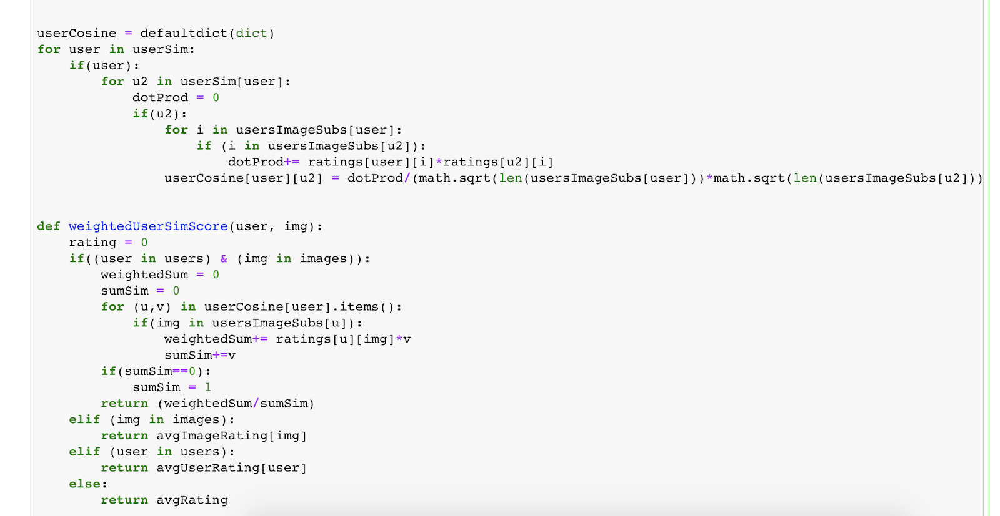 userCosine = defaultdict(dict)
for user in userSim:
    if(user):
        for u2 in userSim[user]:
            dotProd = 0
            if(u2):
                for i in usersImageSubs[user]:
                    if (i in usersImageSubs[u2]):
                        dotProd+= ratings[user][i]*ratings[u2][i]
                userCosine[user][u2] = dotProd/(math.sqrt(len(usersImageSubs[user]))*math.sqrt(len(usersImageSubs[u2]))
def weightedUserSimScore(user, img):
    rating = 0
    if((user in users) & (img in images)):
        weightedSum = 0
        sumSim = 0
        for (u,v) in userCosine[user].items():
            if(img in usersImageSubs[u]):
                weightedSum+= ratings[u][img]*v
                sumSim+=v
        if(sumSim==0):
            sumSim = 1
        return (weightedSum/sumSim)
    elif (img in images):
        return avgImageRating[img]
    elif (user in users):
        return avgUserRating[user]
    else:
        return avgRating